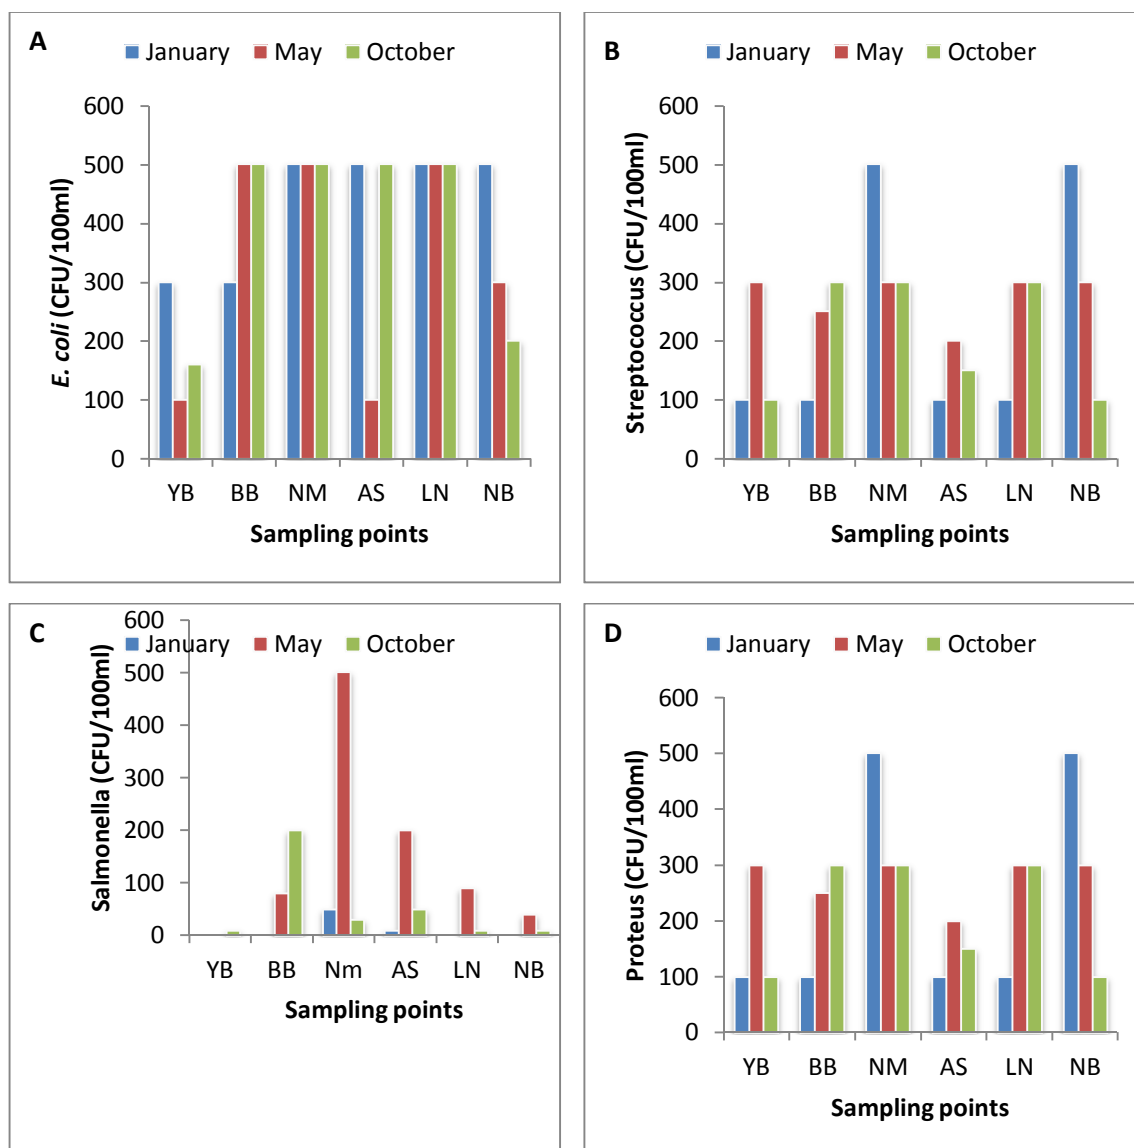 A
January May October
600
500
400
300
200
100
0
E. coli (CFU/100ml)
YB BB NM AS LN NB
Sampling points
B
January May October
600
500
400
300
200
100
0
Streptococcus (CFU/100ml)
YB BB NM AS LN NB
Sampling points
C
January May October
600
500
400
300
200
100
0
Salmonella (CFU/100ml)
YB BB Nm AS LN NB
Sampling points
D
January May October
600
500
400
300
200
100
0
Proteus (CFU/100ml)
YB BB NM AS LN NB
Sampling points